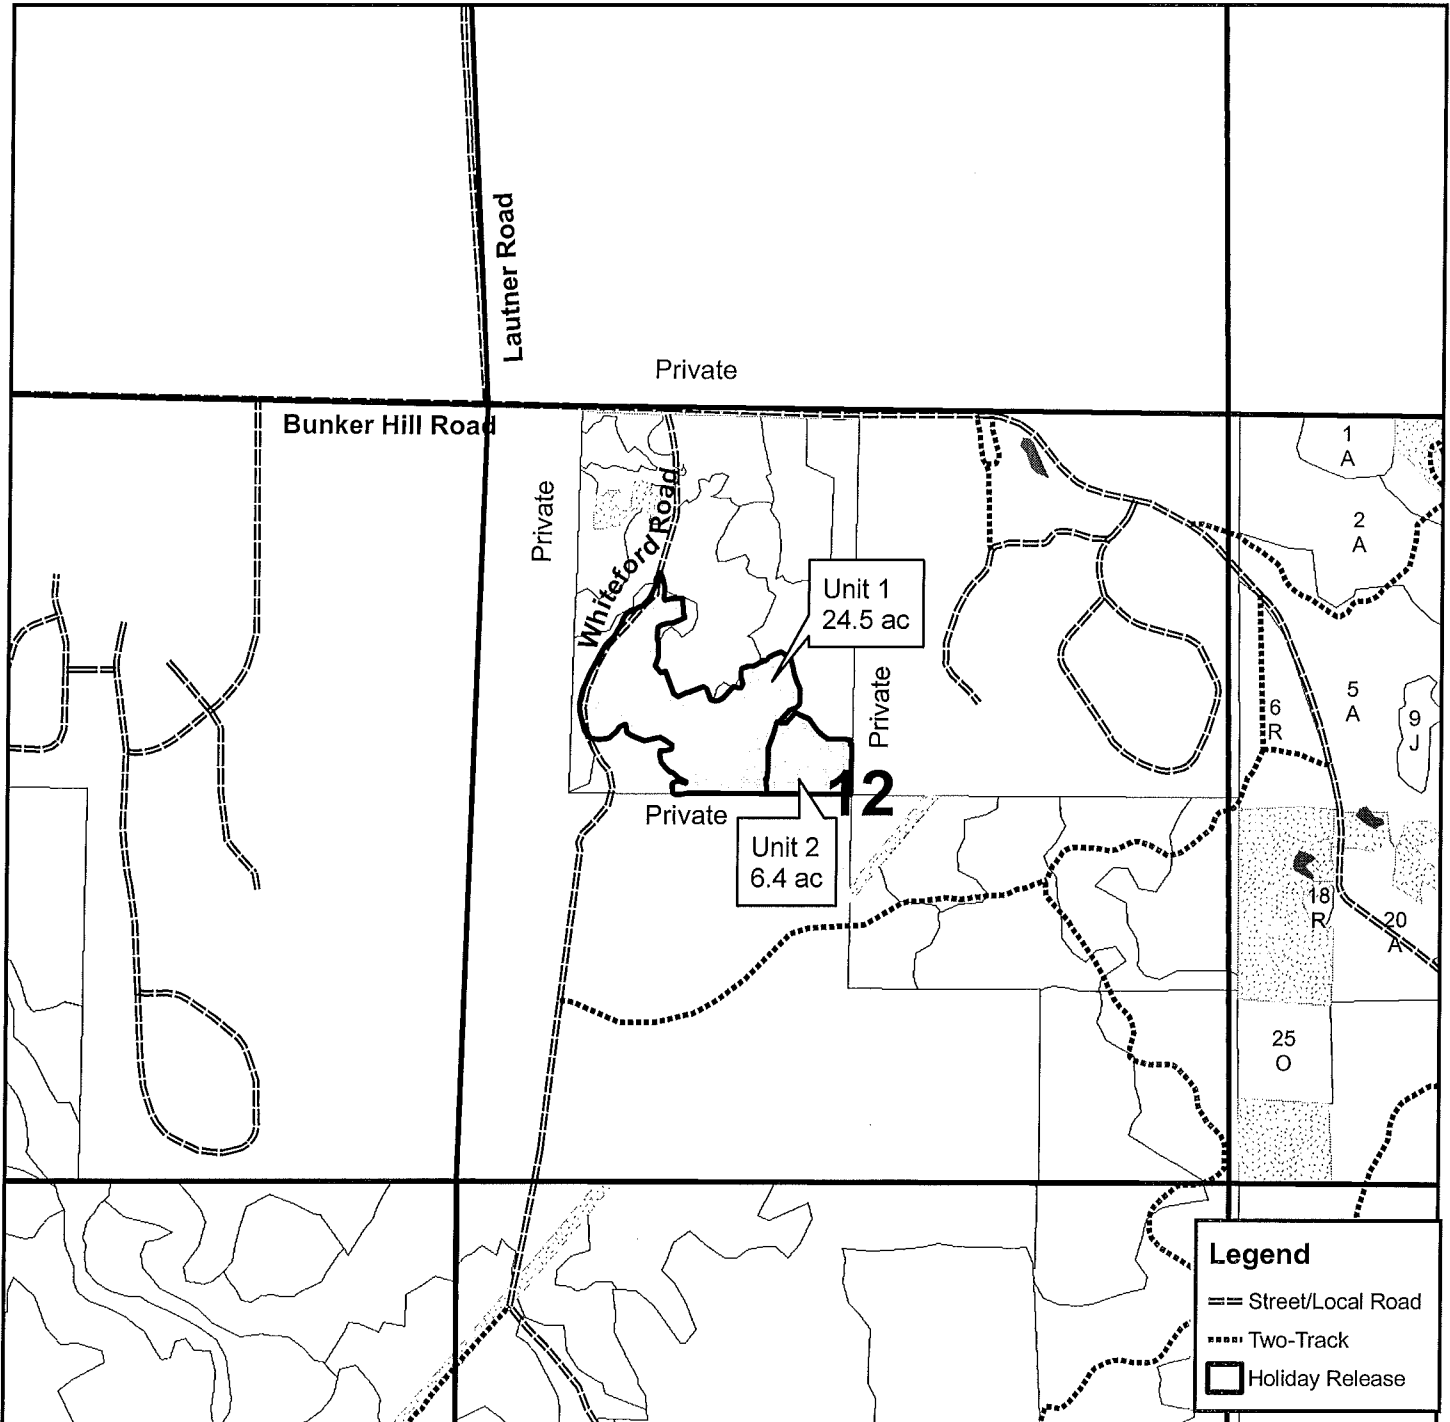 Lautner Road
Private
Bunker Hill Road
1
A
Private
Whiteford Road
2
A
Unit 1
24.5 ac
Private
6
R
5
A
9
J
12
Private
Unit 2
6.4 ac
18
R
20
A
25
O
Legend
Street/Local Road
Two-Track
Holiday Release